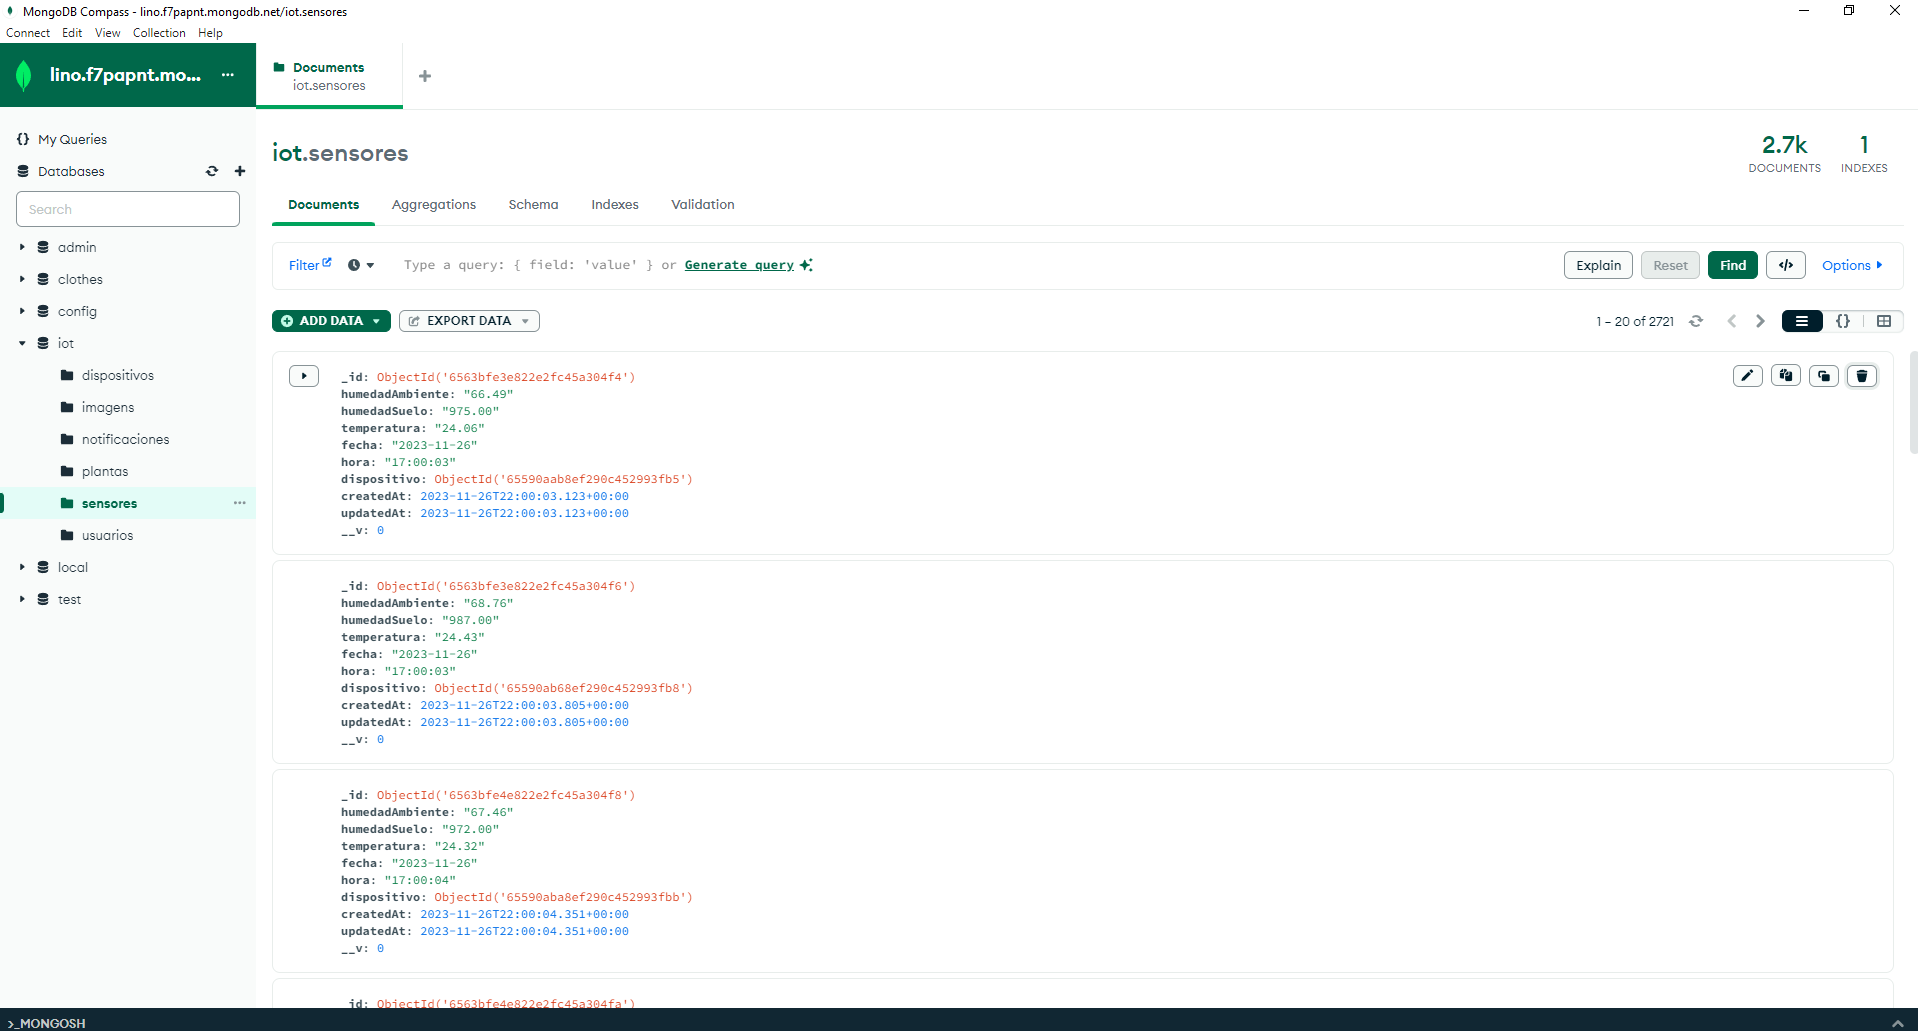 MongoDB Compass - lino.f7papnt.mongodb.net/iot.sensores
Connect Edit View Collection Help
lino.f7papnt.mo... ...
Documents
iot.sensores
My Queries
Databases
Search
admin
clothes
config
iot
dispositivos
imagens
notificaciones
plantas
sensores
usuarios
local
test
iot.sensores
2.7k
DOCUMENTS
1
INDEXES
Documents Aggregations Schema Indexes Validation
Filter Type a query: { field: 'value' } or Generate query Explain Reset Find </> Options
ADD DATA EXPORT DATA 1 – 20 of 2721 {}
_id: ObjectId('6563bfe3e822e2fc45a304f4')
humedadAmbiente: "66.49"
humedadSuelo: "975.00"
temperatura: "24.06"
fecha: "2023-11-26"
hora: "17:00:03"
dispositivo: ObjectId('65590aab8ef290c452993fb5')
createdAt: 2023-11-26T22:00:03.123+00:00
updatedAt: 2023-11-26T22:00:03.123+00:00
__v: 0
_id: ObjectId('6563bfe3e822e2fc45a304f6')
humedadAmbiente: "68.76"
humedadSuelo: "987.00"
temperatura: "24.43"
fecha: "2023-11-26"
hora: "17:00:03"
dispositivo: ObjectId('65590ab68ef290c452993fb8')
createdAt: 2023-11-26T22:00:03.805+00:00
updatedAt: 2023-11-26T22:00:03.805+00:00
__v: 0
_id: ObjectId('6563bfe4e822e2fc45a304f8')
humedadAmbiente: "67.46"
humedadSuelo: "972.00"
temperatura: "24.32"
fecha: "2023-11-26"
hora: "17:00:04"
dispositivo: ObjectId('65590aba8ef290c452993fbb')
createdAt: 2023-11-26T22:00:04.351+00:00
updatedAt: 2023-11-26T22:00:04.351+00:00
__v: 0
_id: ObjectId('6563bfe4e822e2fc45a304fa')
>_MONGOSH